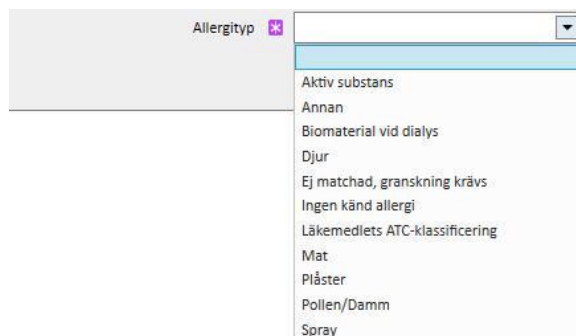 Allergityp
Aktiv substans
Annan
Biomaterial vid dialys
Djur
Ej matchad, granskning krävs
Ingen känd allergi
Läkemedlets ATC-klassificering
Mat
Plåster
Pollen/Damm
Spray